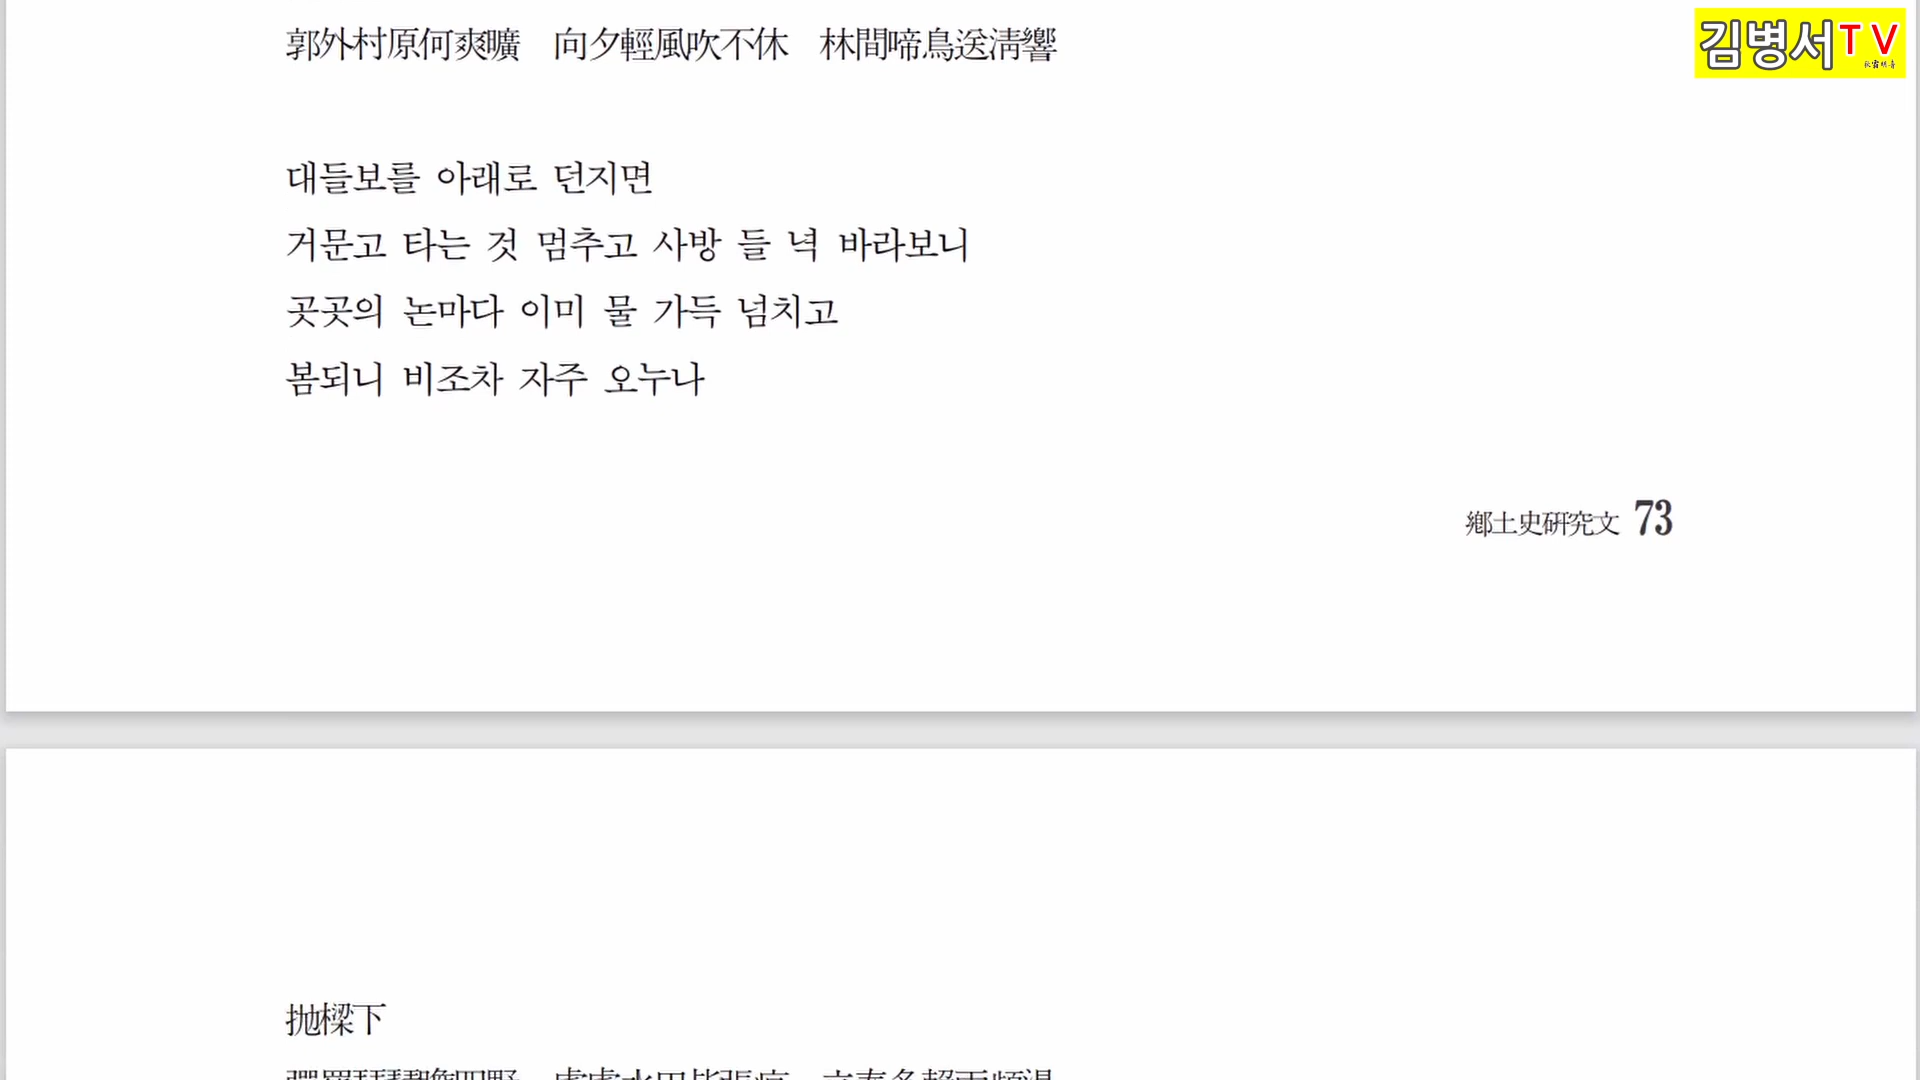 郭外村原何爽曠 向夕輕風吹不休 林間啼鳥送淸響
김병서TV
대들보를 아래로 던지면
거문고 타는 것 멈추고 사방 들 녘 바라보니
곳곳의 논마다 이미 물 가득 넘치고
봄되니 비조차 자주 오누나
鄕土史硏究文 73
抛樑下